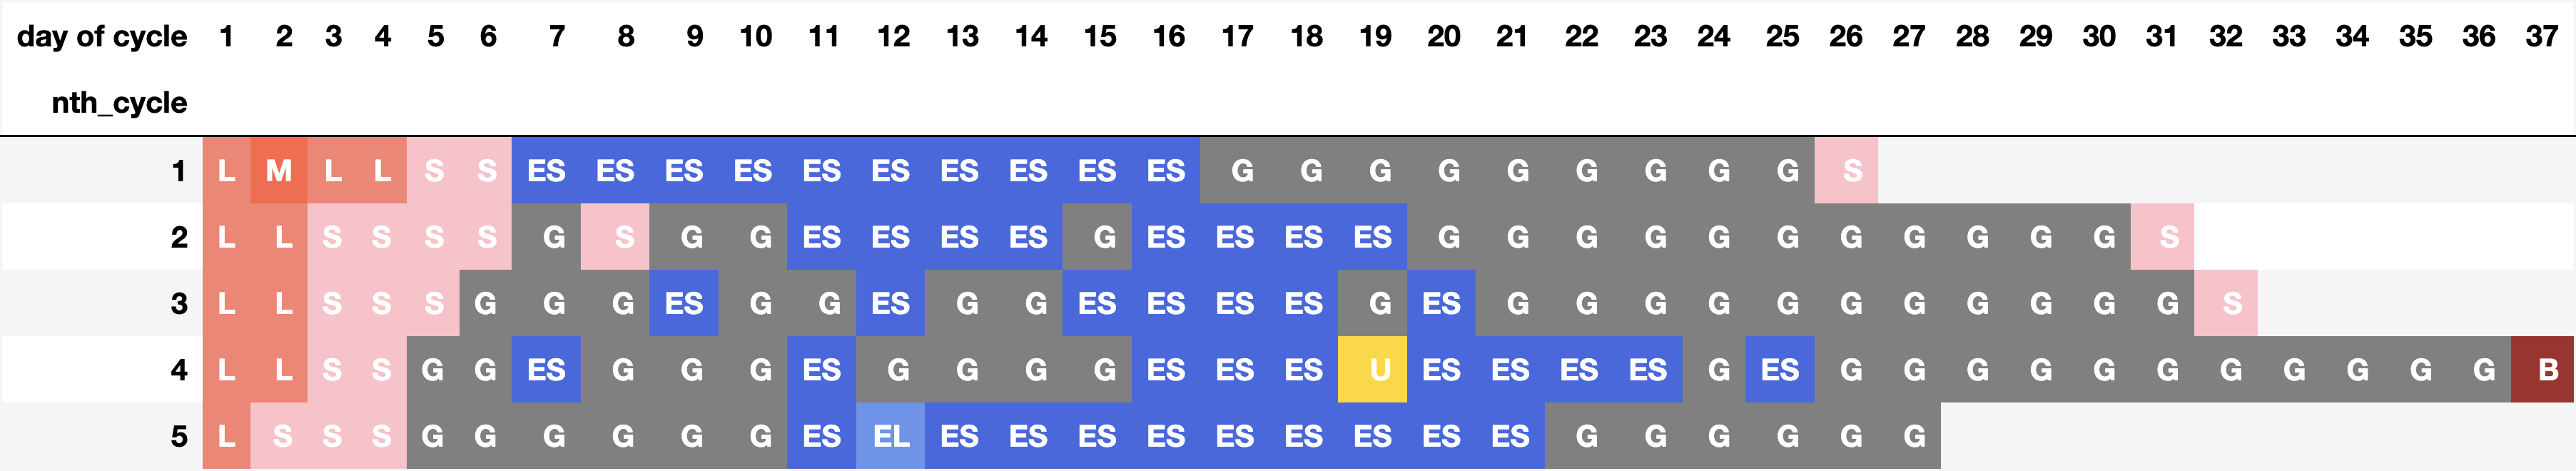 day of cycle 1 2 3 4 5 6 7 8 9 10 11 12 13 14 15 16 17 18 19 20 21 22 23 24 25 26 27 28 29 30 31 32 33 34 35 36 37
nth_cycle
1 L M L L S S ES ES ES ES ES ES ES ES ES ES G G G G G G G G G S
2 L L S S S S G S G G ES ES ES ES G ES ES ES ES G G G G G G G G G G G S
3 L L S S S G G G ES G G ES G G ES ES ES ES G ES G G G G G G G G G G G S
4 L L S S G G ES G G G ES G G G G ES ES ES U ES ES ES ES G ES G G G G G G G G G G G B
5 L S S S G G G G G G ES EL ES ES ES ES ES ES ES ES ES G G G G G G